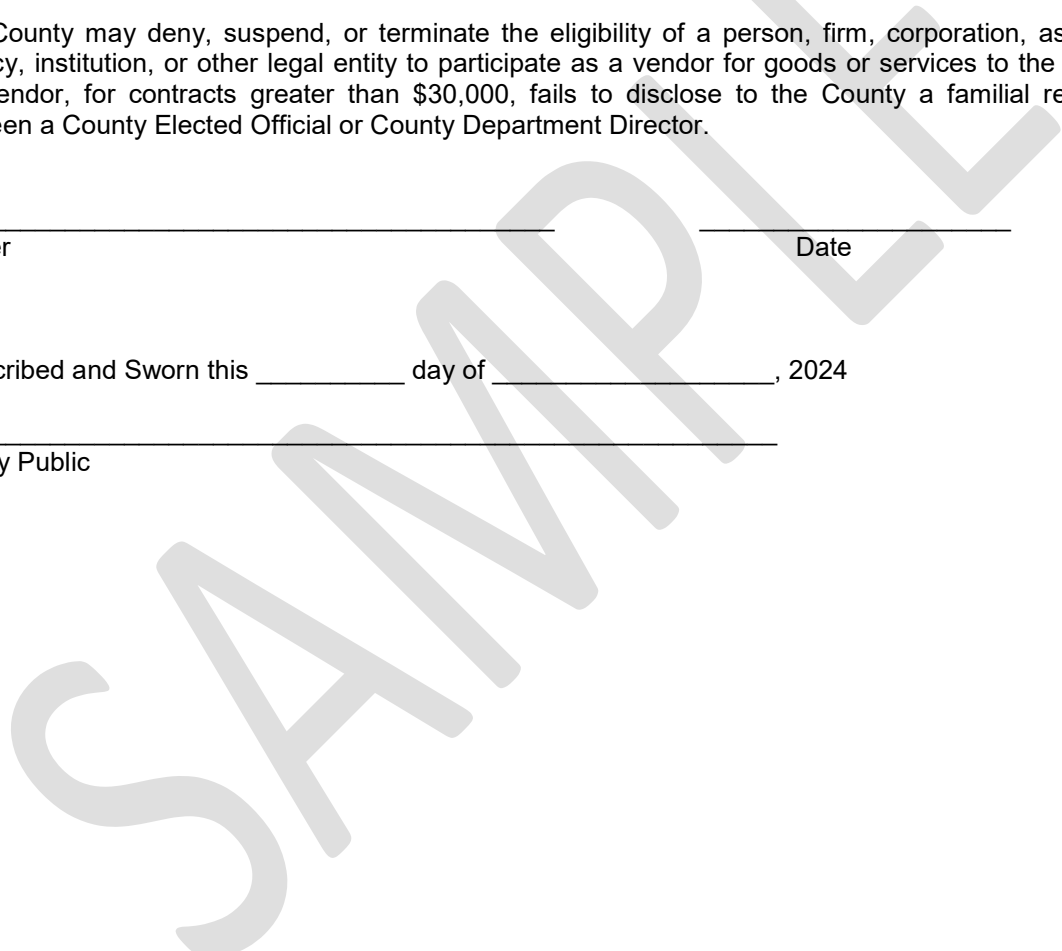 County may deny, suspend, or terminate the eligibility of a person, firm, corporation, as
cy, institution, or other legal entity to participate as a vendor for goods or services to the
endor, for contracts greater than $30,000, fails to disclose to the County a familial re
een a County Elected Official or County Department Director.
er
Date
cribed and Sworn this __________ day of ___________________, 2024
y Public
SAMPLE